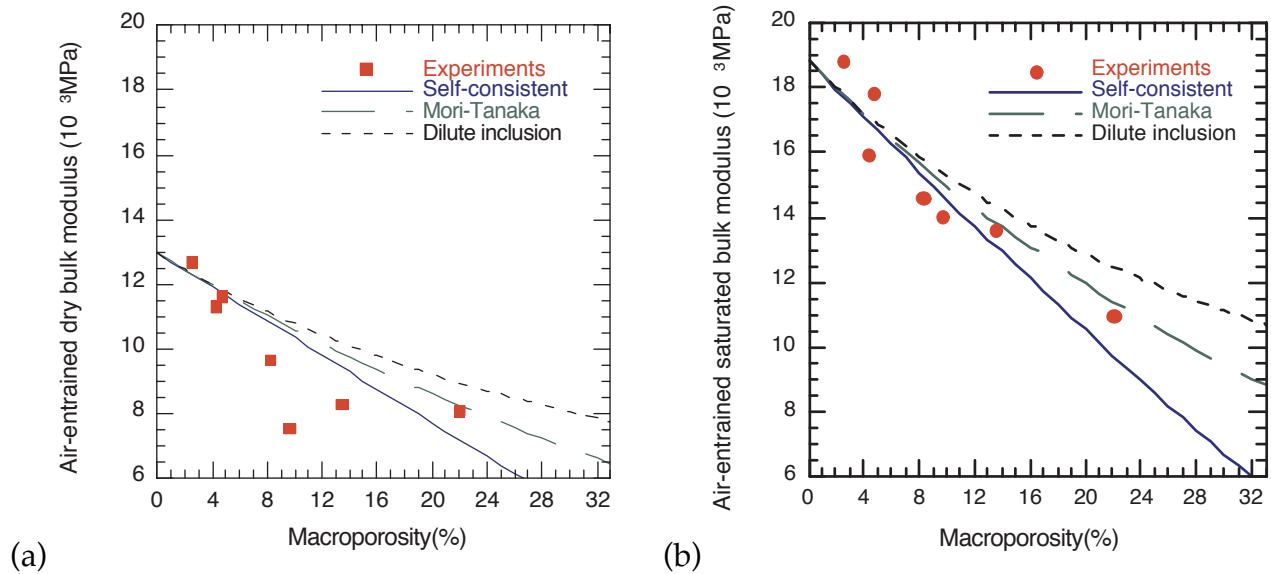 20
18
16
14
12
10
8
6
0
4
8
12
16
20
24
28
32
Air-entrained dry bulk modulus (10 ³MPa)
Macroporosity(%)
Experiments
Self-consistent
Mori-Tanaka
Dilute inclusion
(a)
20
18
16
14
12
10
8
6
0
4
8
12
16
20
24
28
32
Air-entrained saturated bulk modulus (10 ³MPa)
Macroporosity(%)
Experiments
Self-consistent
Mori-Tanaka
Dilute inclusion
(b)